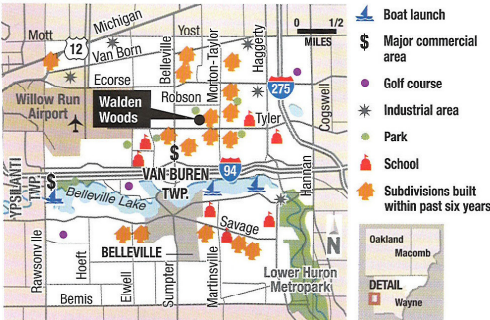 Mott
Michigan
12
Van Born
Ecorse
Yost
Belleville
Morton-Taylor
Haggerty
0 1/2
MILES
275
Cogswell
Willow Run
Airport
Walden
Woods
Robson
Tyler
VAN BUREN
TWP.
94
Hannan
YPSILANTI
TWP.
$
$
Belleville Lake
BELLEVILLE
Savage
Rawsonville
Hoeft
Elwell
Sumpter
Martinsville
Bemis
Lower Huron
Metropark
N
Boat launch
$ Major commercial
area
Golf course
Industrial area
Park
School
Subdivisions built
within past six years
Oakland
Macomb
DETAIL
Wayne